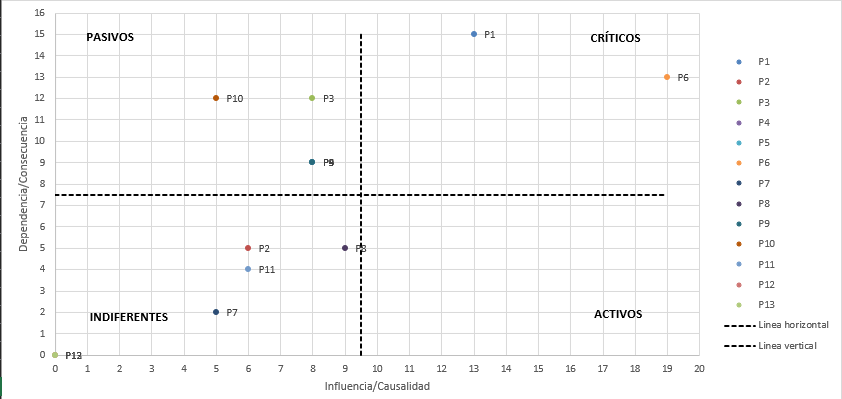 16
15
14
13
12
11
10
9
8
7
6
5
4
3
2
1
0
Dependencia/Consecuencia
PASIVOS
CRÍTICOS
P1
P6
P10
P3
P9
P2
P8
P11
P7
INDIFERENTES
ACTIVOS
0 1 2 3 4 5 6 7 8 9 10 11 12 13 14 15 16 17 18 19 20
Influencia/Causalidad
P1
P2
P3
P4
P5
P6
P7
P8
P9
P10
P11
P12
P13
Linea horizontal
Linea vertical